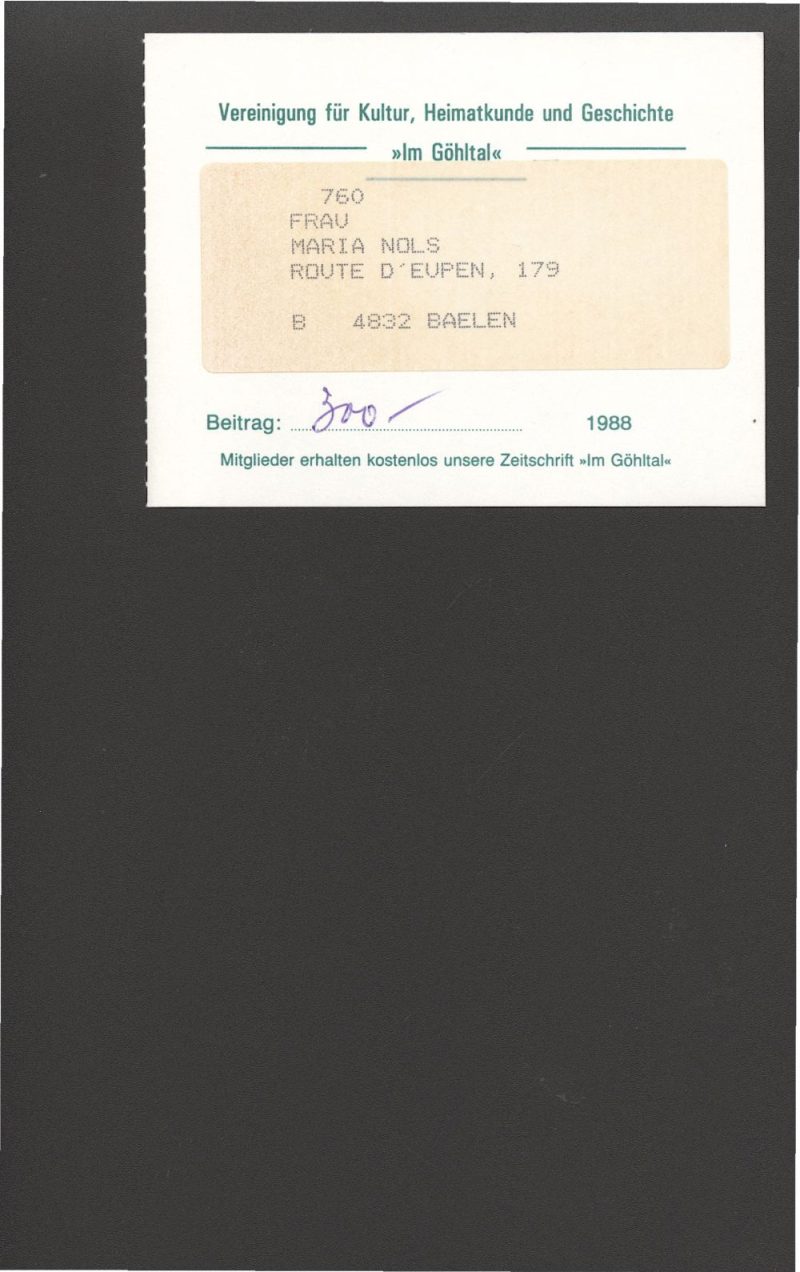 Vereinigung für Kultur, Heimatkunde und Geschichte
»Im Göhltal«
760
FRAU
MARIA NOLS
ROUTE D´EUPEN, 179
B 4832 BAELEN
Beitrag: 300- 1988
Mitglieder erhalten kostenlos unsere Zeitschrift »Im Göhltal«